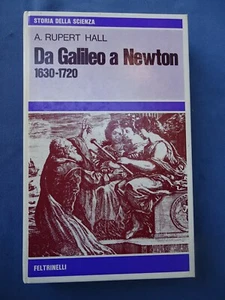 STORIA DELLA SCIENZA
A. RUPERT HALL
Da Galileo a Newton
1630-1720
FELTRINELLI